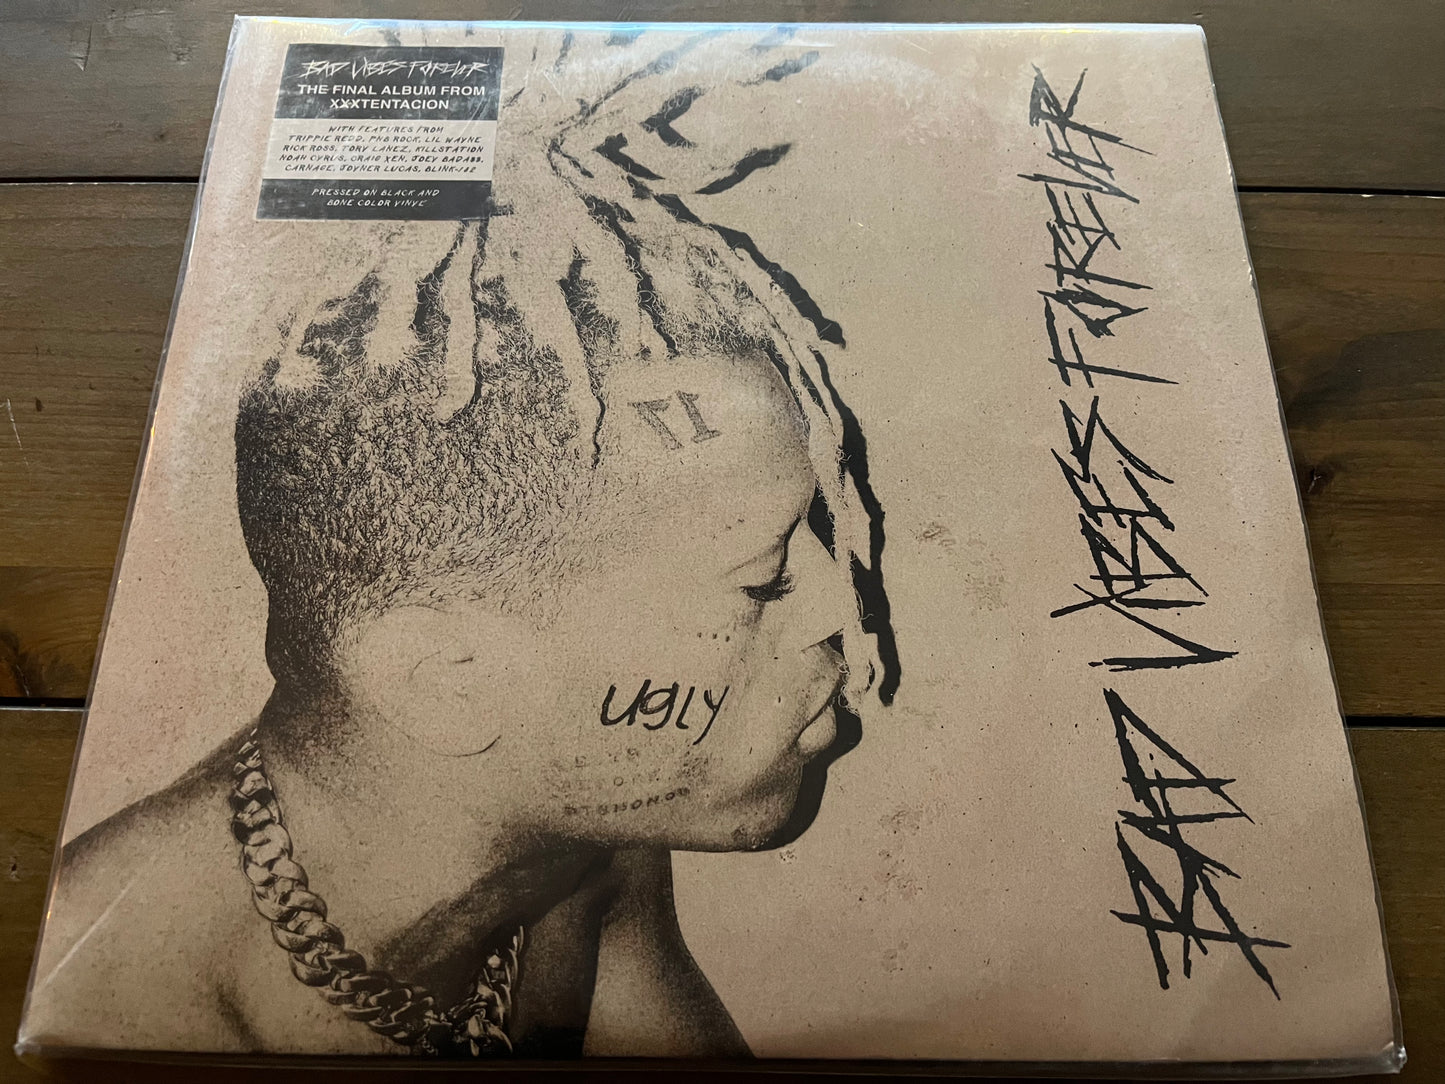 BAD VIBES FOREVER
THE FINAL ALBUM FROM
XXXTENTACION
WITH FEATURES FROM
TRIPPIE REDD, PNB ROCK, LIL WAYNE
RICK ROSS, TORY LANEZ, KILLSTATION
NOAH CYRUS, CRAIG XEN, JOEY BADA$$,
CARNAGE, JOYNER LUCAS, BLINK-182
PRESSED ON BLACK AND
BONE COLOR VINYL
17
ugly
BEFORE
DISHONOR
BAD VIBES FOREVER